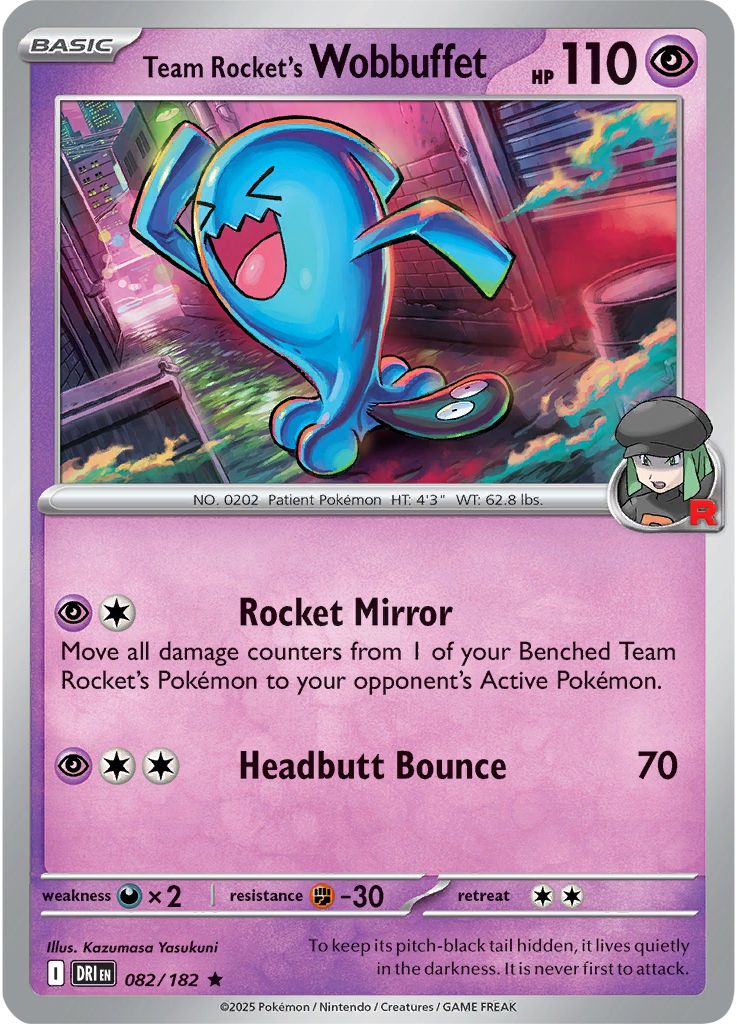 BASIC
Team Rocket's Wobbuffet HP 110
NO. 0202 Patient Pokémon HT: 4'3" WT: 62.8 lbs.
R
Rocket Mirror
Move all damage counters from 1 of your Benched Team
Rocket's Pokémon to your opponent's Active Pokémon.
Headbutt Bounce 70
weakness ×2 resistance -30 retreat
Illus. Kazumasa Yasukuni
To keep its pitch-black tail hidden, it lives quietly
in the darkness. It is never first to attack.
I DRI EN 082/182 ★
©2025 Pokémon / Nintendo / Creatures / GAME FREAK